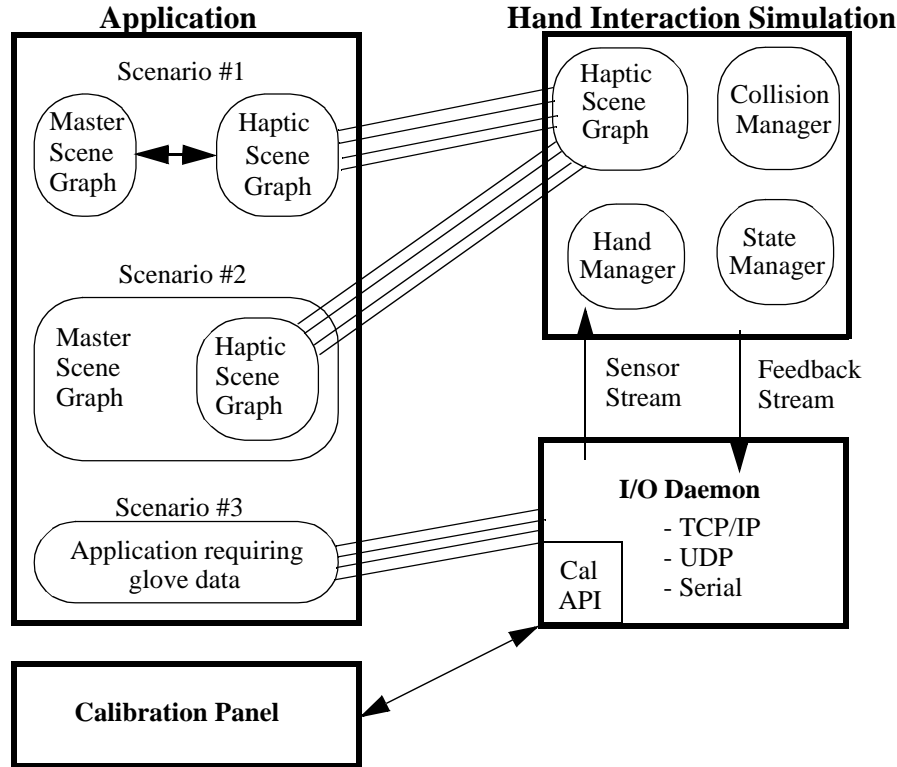 Application
Scenario #1
Master
Scene
Graph
Haptic
Scene
Graph
Scenario #2
Master
Scene
Graph
Haptic
Scene
Graph
Scenario #3
Application requiring
glove data
Calibration Panel
Hand Interaction Simulation
Haptic
Scene
Graph
Collision
Manager
Hand
Manager
State
Manager
Sensor
Stream
Feedback
Stream
I/O Daemon
- TCP/IP
- UDP
- Serial
Cal
API